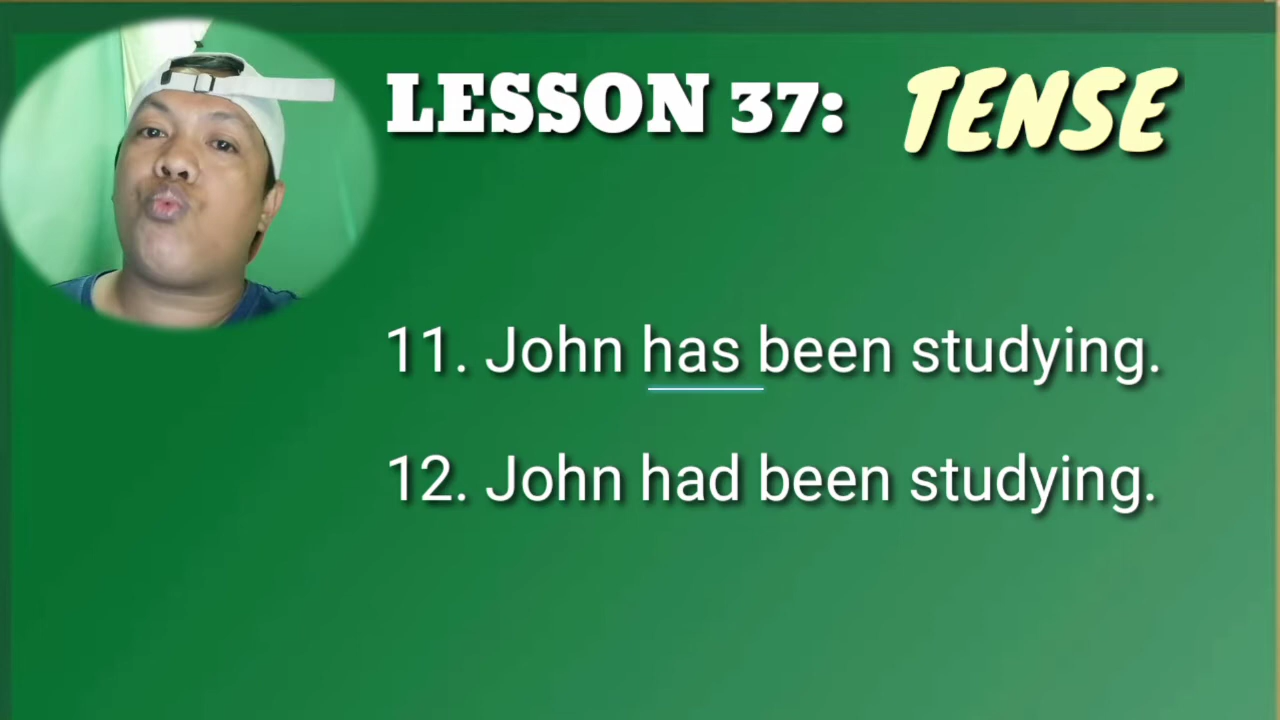 LESSON 37: TENSE
11. John has been studying.
12. John had been studying.